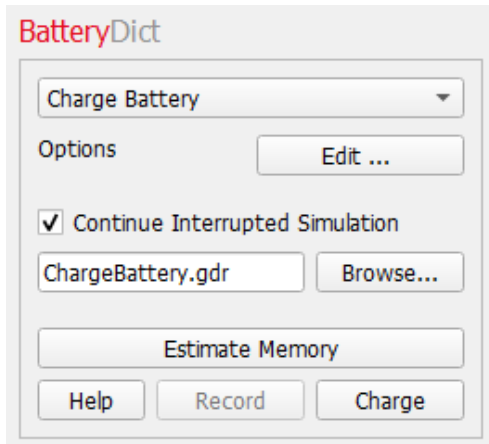 BatteryDict
Charge Battery
Options Edit ...
Continue Interrupted Simulation
ChargeBattery.gdr Browse...
Estimate Memory
Help Record Charge